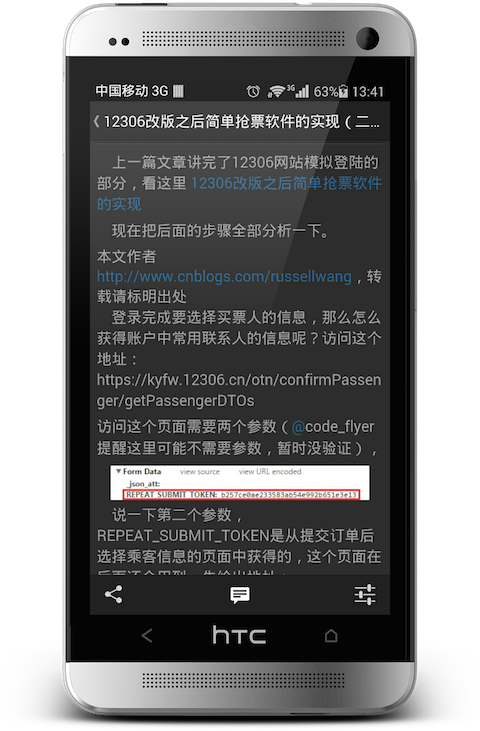 中国移动 3G 3G 63% 13:41
12306改版之后简单抢票软件的实现（二...
上一篇文章讲完了12306网站模拟登陆的
部分，看这里 12306改版之后简单抢票软件
的实现
现在把后面的步骤全部分析一下。
本文作者
http://www.cnblogs.com/russellwang，转
载请标明出处
登录完成要选择买票人的信息，那么怎么
获得账户中常用联系人的信息呢？访问这个
地址：
https://kyfw.12306.cn/otn/confirmPassen
ger/getPassengerDTOs
访问这个页面需要两个参数（@code_flyer
提醒这里可能不需要参数，暂时没验证），
▼Form Data view source view URL encoded
_json_att:
REPEAT_SUBMIT_TOKEN: b257ce0ae233583ab54e992b651e3e13
说一下第二个参数，
REPEAT_SUBMIT_TOKEN是从提交订单后
选择乘客信息的页面中获得的，这个页面在
hTC